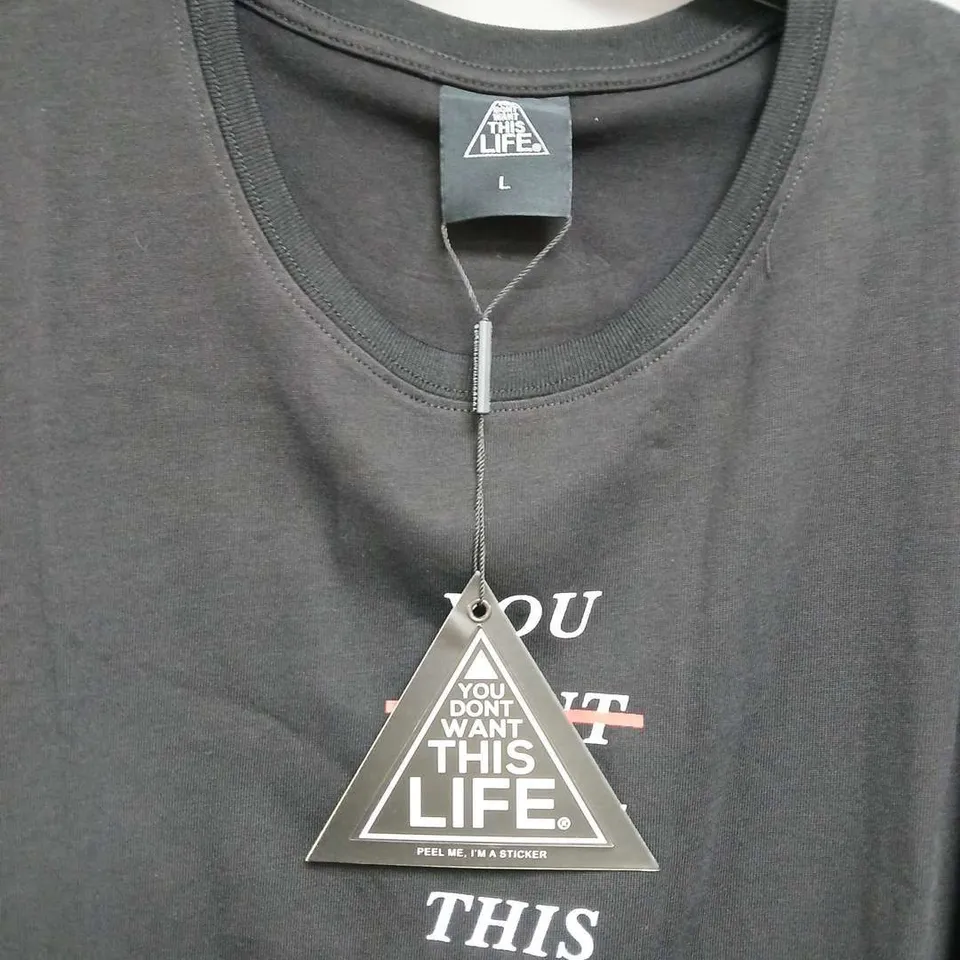 DONT
WANT
THIS
LIFE®
L
YOU
YOU
DONT
WANT
THIS
LIFE®
PEEL ME, I'M A STICKER
THIS